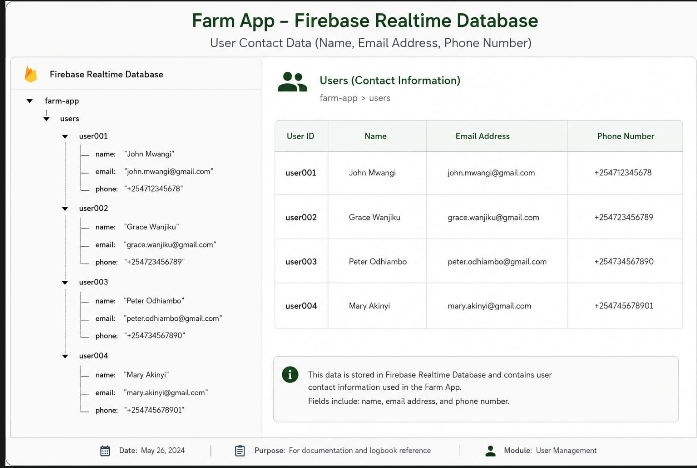 Farm App – Firebase Realtime Database
User Contact Data (Name, Email Address, Phone Number)
Firebase Realtime Database
farm-app
users
user001
name: "John Mwangi"
email: "john.mwangi@gmail.com"
phone: "+254712345678"
user002
name: "Grace Wanjiku"
email: "grace.wanjiku@gmail.com"
phone: "+254723456789"
user003
name: "Peter Odhiambo"
email: "peter.odhiambo@gmail.com"
phone: "+254734567890"
user004
name: "Mary Akinyi"
email: "mary.akinyi@gmail.com"
phone: "+254745678901"
Users (Contact Information)
farm-app > users
User ID Name Email Address Phone Number
user001 John Mwangi john.mwangi@gmail.com +254712345678
user002 Grace Wanjiku grace.wanjiku@gmail.com +254723456789
user003 Peter Odhiambo peter.odhiambo@gmail.com +254734567890
user004 Mary Akinyi mary.akinyi@gmail.com +254745678901
This data is stored in Firebase Realtime Database and contains user
contact information used in the Farm App.
Fields include: name, email address, and phone number.
Date: May 26, 2024 | Purpose: For documentation and logbook reference | Module: User Management